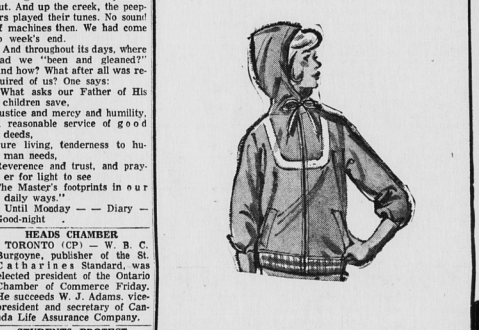 ut. And up the creek, the peep-
rs played their tunes. No sound
f machines then. We had come
o week's end.
And throughout its days, where
ad we "been and gleaned?"
nd how? What after all was re-
uired of us? One says:
What asks our Father of His
children save,
ustice and mercy and humility,
reasonable service of good
deeds,
ure living, tenderness to hu-
man needs,
Reverence and trust, and pray-
er for light to see
The Master's footprints in our
daily ways."
Until Monday — — Diary —
Good-night .
HEADS CHAMBER
TORONTO (CP) — W. B. C.
Burgoyne, publisher of the St.
Catharines Standard, was
elected president of the Ontario
Chamber of Commerce Friday.
He succeeds W. J. Adams. vice-
president and secretary of Can-
da Life Assurance Company.
STUDENTS PROTEST